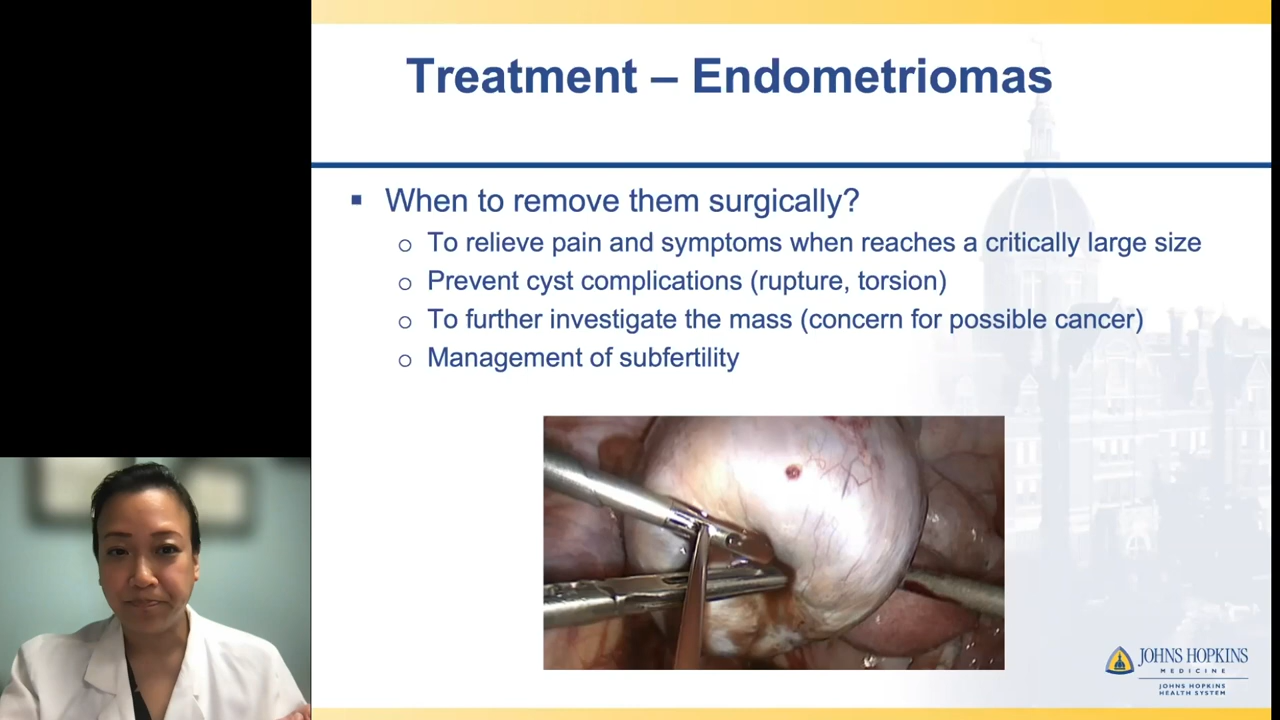 Treatment – Endometriomas
▪ When to remove them surgically?
o To relieve pain and symptoms when reaches a critically large size
o Prevent cyst complications (rupture, torsion)
o To further investigate the mass (concern for possible cancer)
o Management of subfertility
JOHNS HOPKINS
MEDICINE
JOHNS HOPKINS
HEALTH SYSTEM